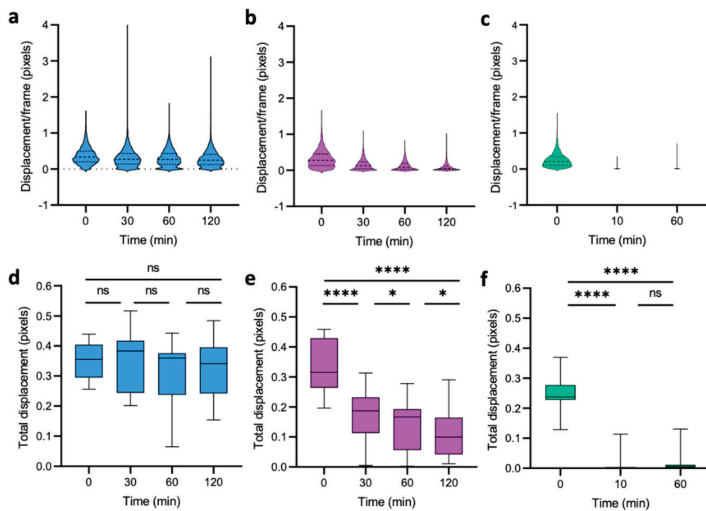 a
Displacement/frame (pixels)
4
3
2
1
0
-1
0 30 60 120
Time (min)
b
Displacement/frame (pixels)
4
3
2
1
0
-1
0 30 60 120
Time (min)
c
Displacement/frame (pixels)
4
3
2
1
0
-1
0 10 60
Time (min)
d
Total displacement (pixels)
0.6
0.5
0.4
0.3
0.2
0.1
0.0
ns
ns ns ns
0 30 60 120
Time (min)
e
Total displacement (pixels)
0.6
0.5
0.4
0.3
0.2
0.1
0.0
****
**** * *
0 30 60 120
Time (min)
f
Total displacement (pixels)
0.6
0.5
0.4
0.3
0.2
0.1
0.0
****
**** ns
0 10 60
Time (min)